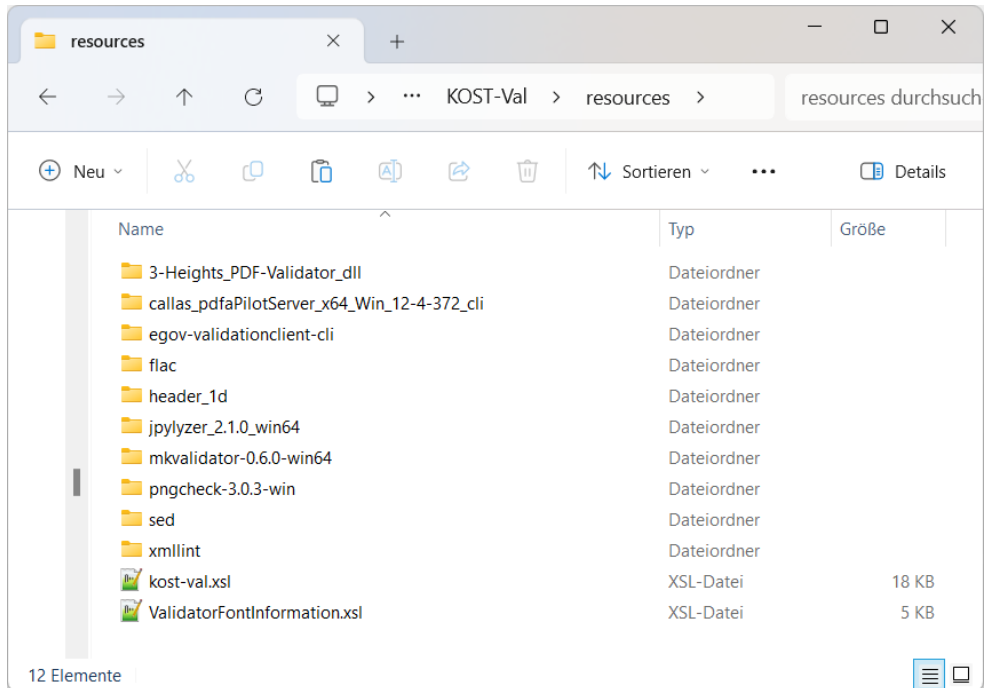 resources
KOST-Val resources resources durchsuch
Neu Sortieren Details
Name Typ Größe
3-Heights_PDF-Validator_dll Dateiordner
callas_pdfaPilotServer_x64_Win_12-4-372_cli Dateiordner
egov-validationclient-cli Dateiordner
flac Dateiordner
header_1d Dateiordner
jpylyzer_2.1.0_win64 Dateiordner
mkvalidator-0.6.0-win64 Dateiordner
pngcheck-3.0.3-win Dateiordner
sed Dateiordner
xmllint Dateiordner
kost-val.xsl XSL-Datei 18 KB
ValidatorFontInformation.xsl XSL-Datei 5 KB
12 Elemente